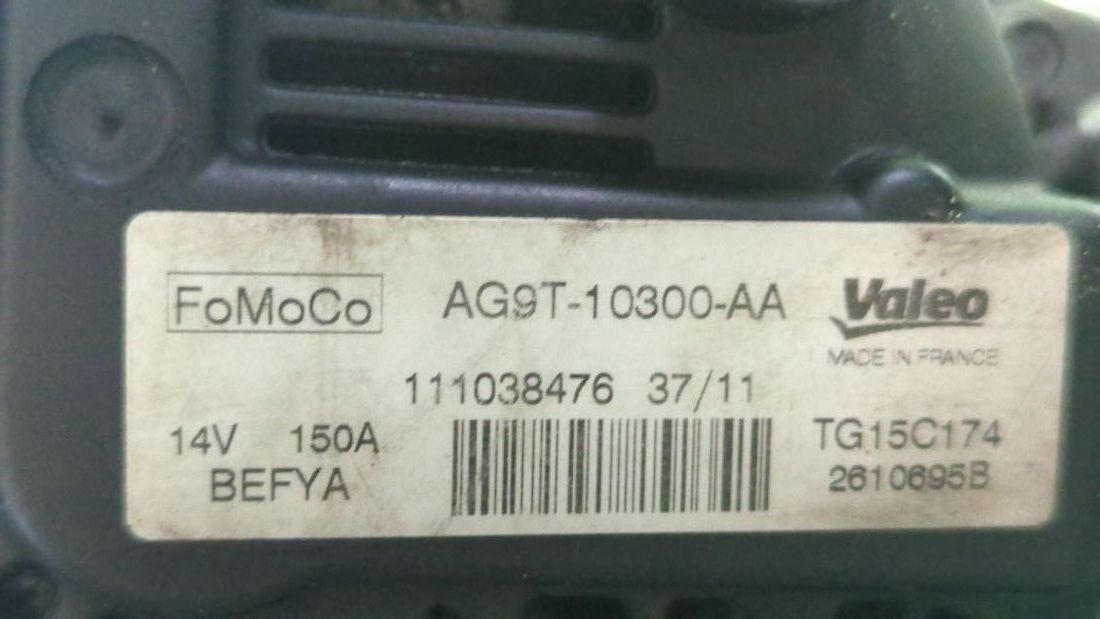 FoMoCo AG9T-10300-AA Valeo
MADE IN FRANCE
111038476 37/11
14V 150A TG15C174
BEFYA 2610695B